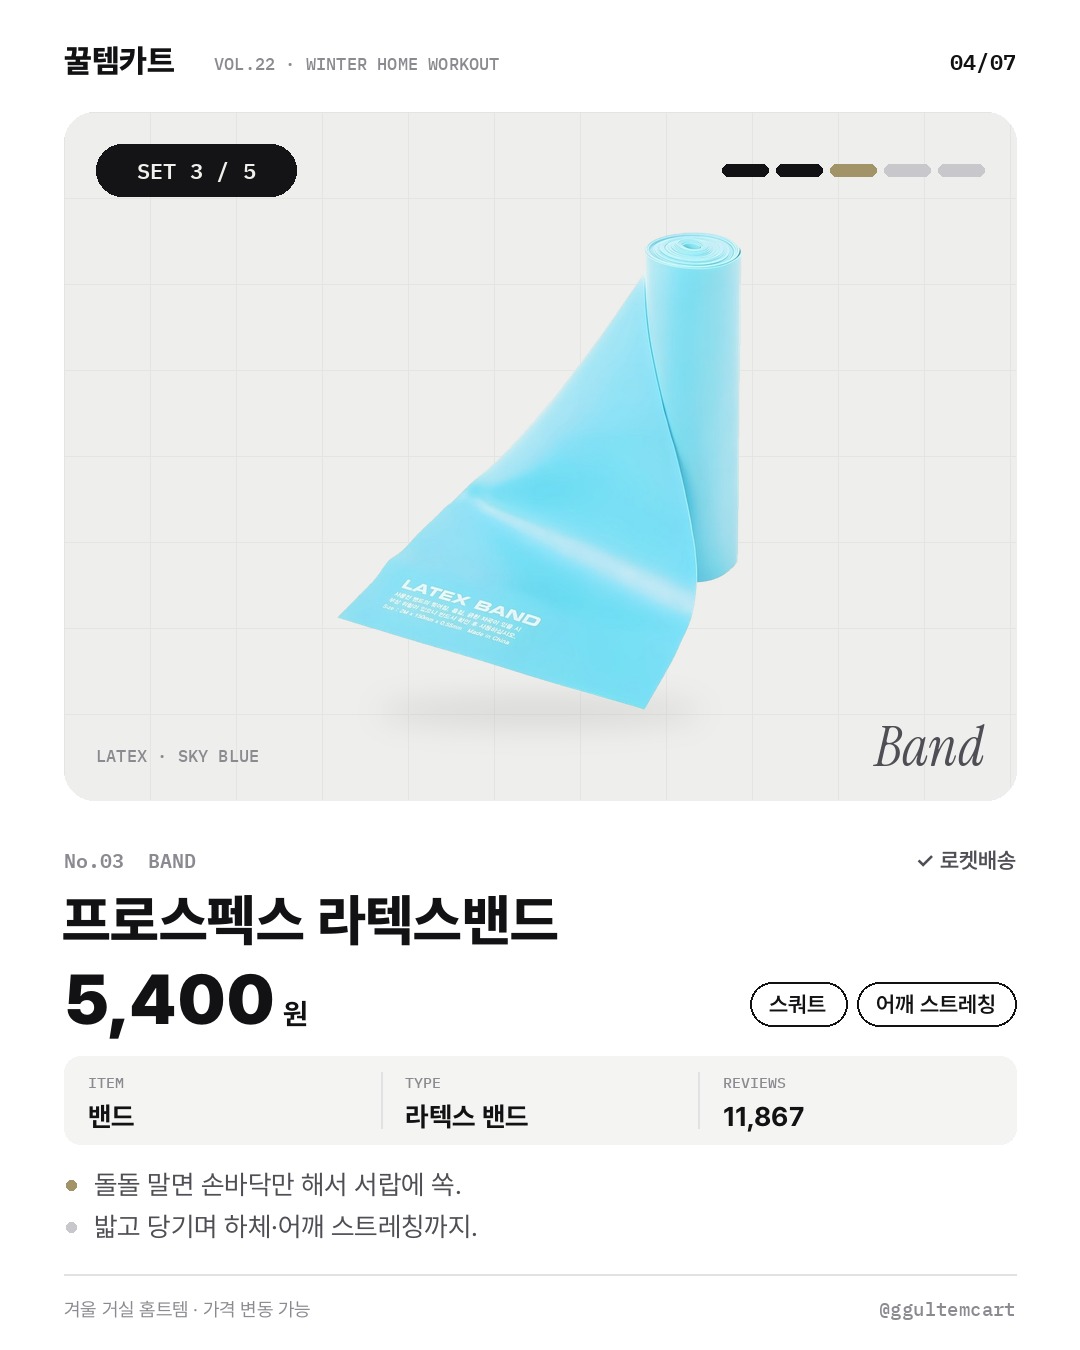 꿀템카트 VOL.22 · WINTER HOME WORKOUT 04/07
SET 3 / 5
LATEX BAND
Made in China
LATEX · SKY BLUE
Band
No.03 BAND
✓ 로켓배송
프로스펙스 라텍스밴드
5,400 원
스쿼트 어깨 스트레칭
ITEM TYPE REVIEWS
밴드 라텍스 밴드 11,867
돌돌 말면 손바닥만 해서 서랍에 쏙.
밟고 당기며 하체·어깨 스트레칭까지.
겨울 거실 홈트템 · 가격 변동 가능 @ggultemcart